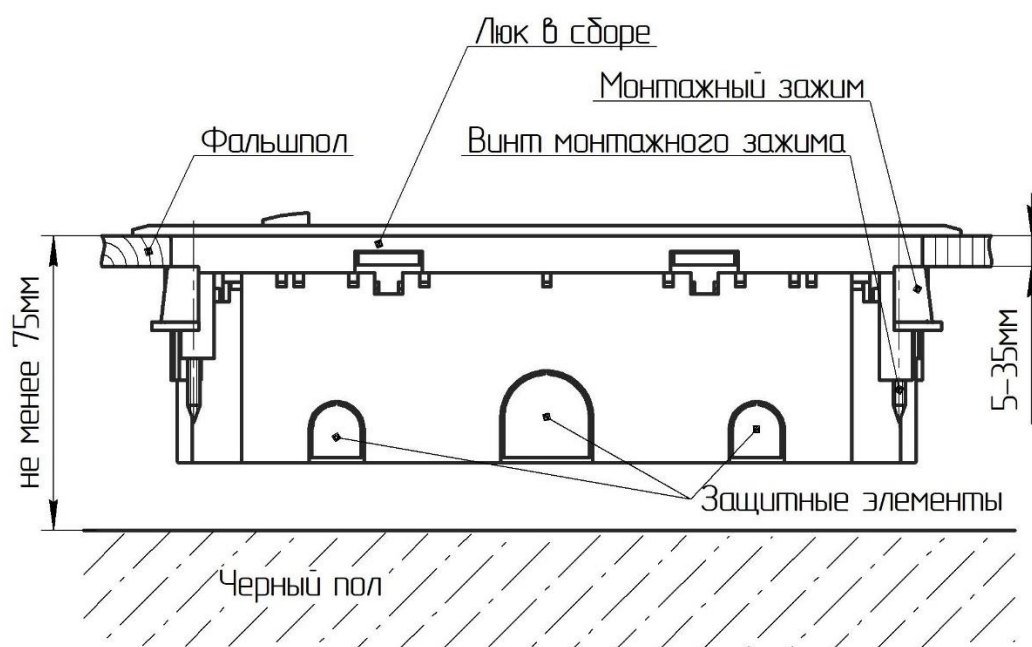 Люк в сборе
Монтажный зажим
Фальшпол
Винт монтажного зажима
не менее 75мм
5-35мм
Защитные элементы
Черный пол